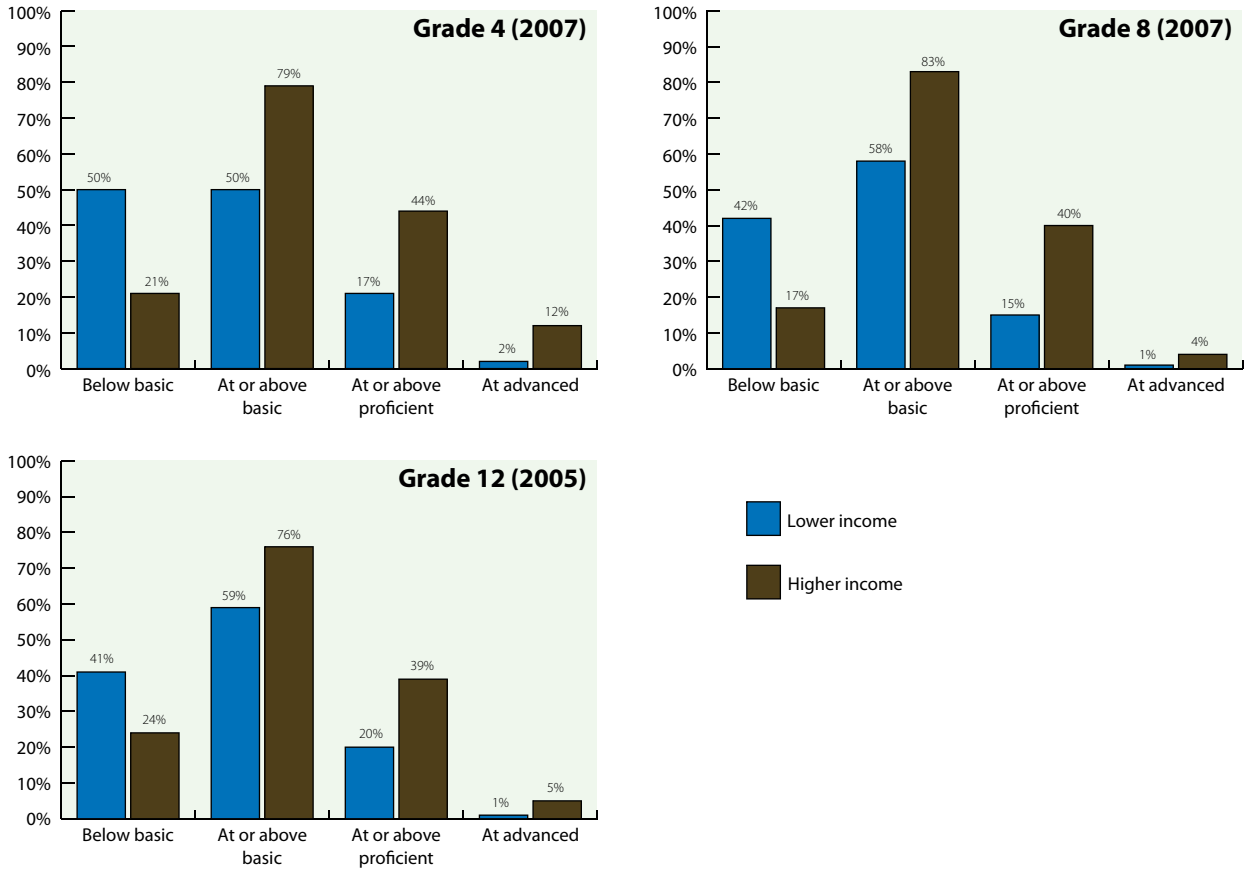 Grade 4 (2007)
100%
90%
80%
70%
60%
50%
40%
30%
20%
10%
0%
50%
21%
50%
79%
17%
44%
2%
12%
Below basic
At or above
basic
At or above
proficient
At advanced
Grade 8 (2007)
100%
90%
80%
70%
60%
50%
40%
30%
20%
10%
0%
42%
17%
58%
83%
15%
40%
1%
4%
Below basic
At or above
basic
At or above
proficient
At advanced
Grade 12 (2005)
100%
90%
80%
70%
60%
50%
40%
30%
20%
10%
0%
41%
24%
59%
76%
20%
39%
1%
5%
Below basic
At or above
basic
At or above
proficient
At advanced
Lower income
Higher income